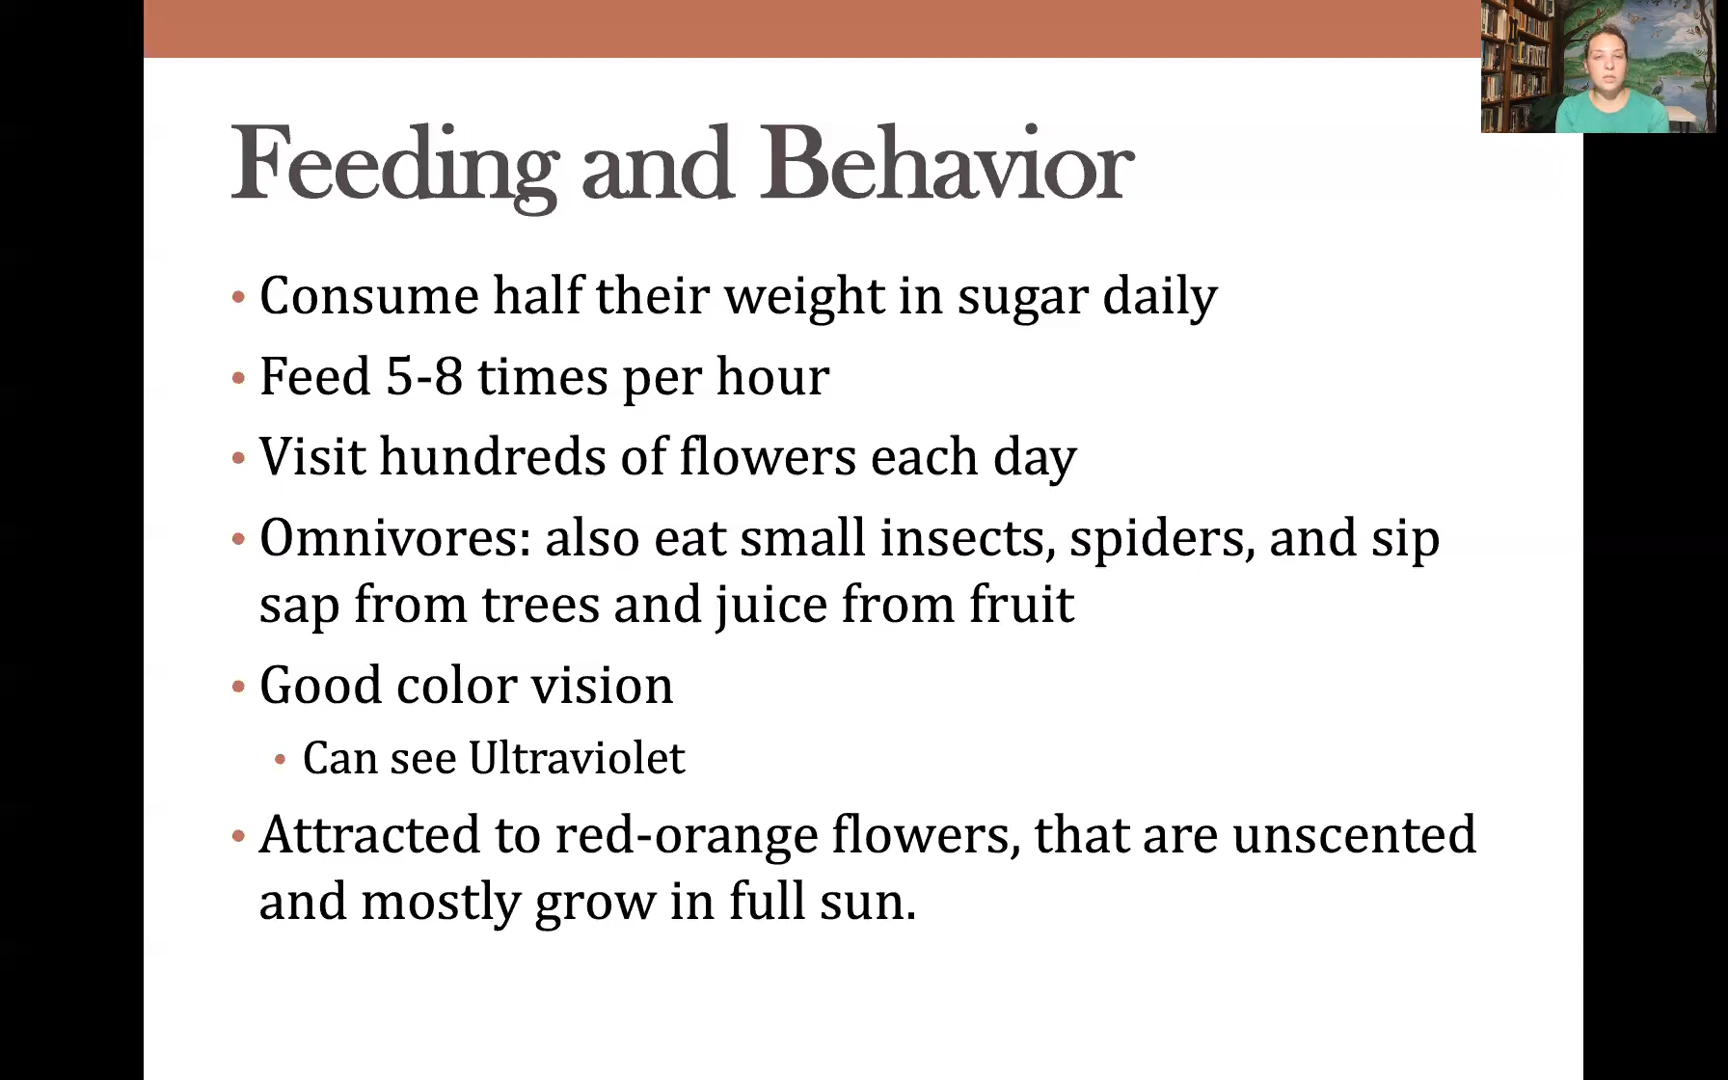 Feeding and Behavior
• Consume half their weight in sugar daily
• Feed 5-8 times per hour
• Visit hundreds of flowers each day
• Omnivores: also eat small insects, spiders, and sip
sap from trees and juice from fruit
• Good color vision
• Can see Ultraviolet
• Attracted to red-orange flowers, that are unscented
and mostly grow in full sun.